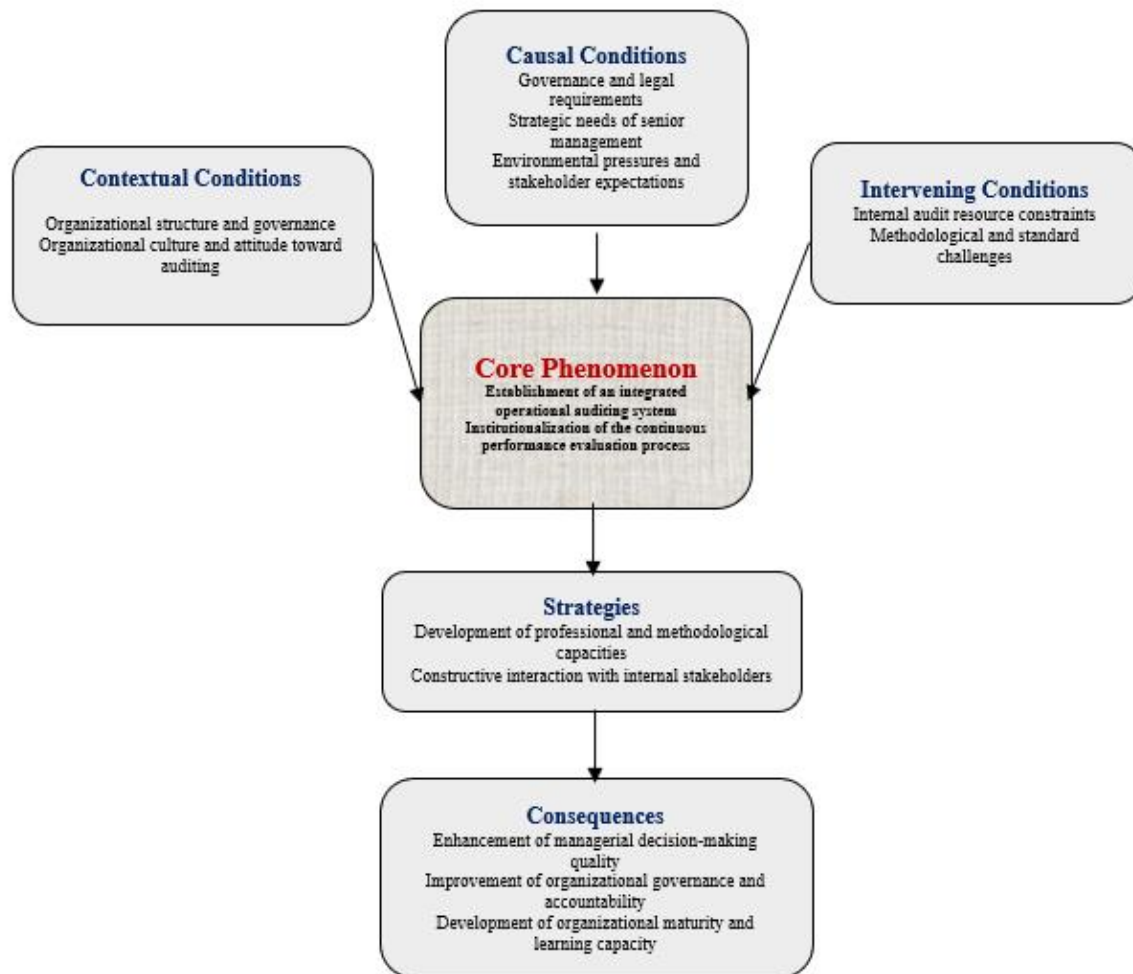 Causal Conditions
Governance and legal
requirements
Strategic needs of senior
management
Environmental pressures and
stakeholder expectations
Contextual Conditions
Organizational structure and governance
Organizational culture and attitude toward
auditing
Intervening Conditions
Internal audit resource constraints
Methodological and standard
challenges
Core Phenomenon
Establishment of an integrated
operational auditing system
Institutionalization of the continuous
performance evaluation process
Strategies
Development of professional and methodological
capacities
Constructive interaction with internal stakeholders
Consequences
Enhancement of managerial decision-making
quality
Improvement of organizational governance and
accountability
Development of organizational maturity and
learning capacity